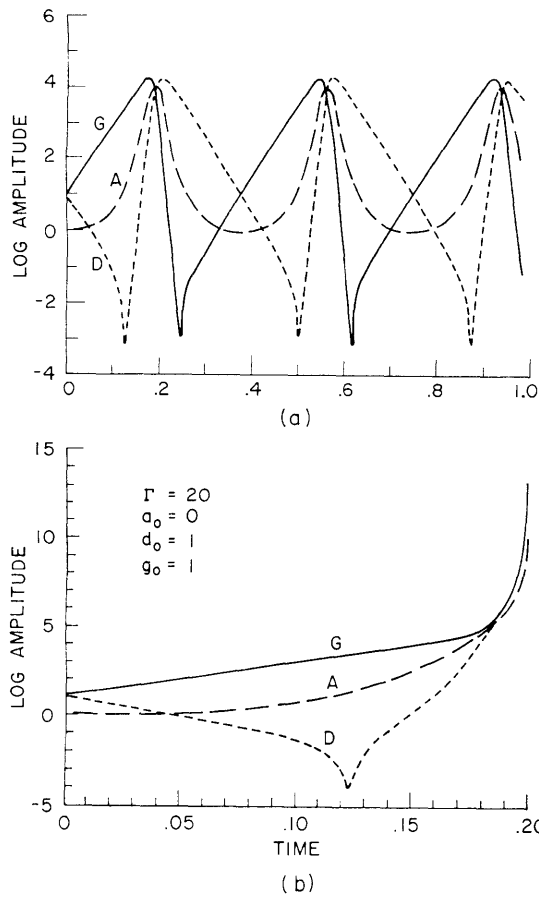 6
4
2
0
-2
-4
LOG AMPLITUDE
G
A
D
0 .2 .4 .6 .8 1.0
(a)
15
10
5
0
-5
LOG AMPLITUDE
Γ = 20
a₀ = 0
d₀ = 1
g₀ = 1
G
A
D
0 .05 .10 .15 .20
TIME
(b)